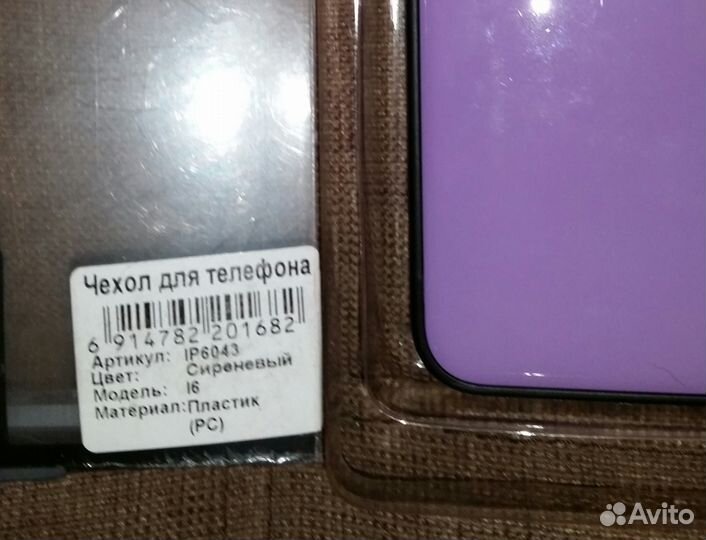 Чехол для телефона
6 914782 201682
Артикул: IP6043
Цвет: Сиреневый
Модель: I6
Материал:Пластик
(PC)
Avito